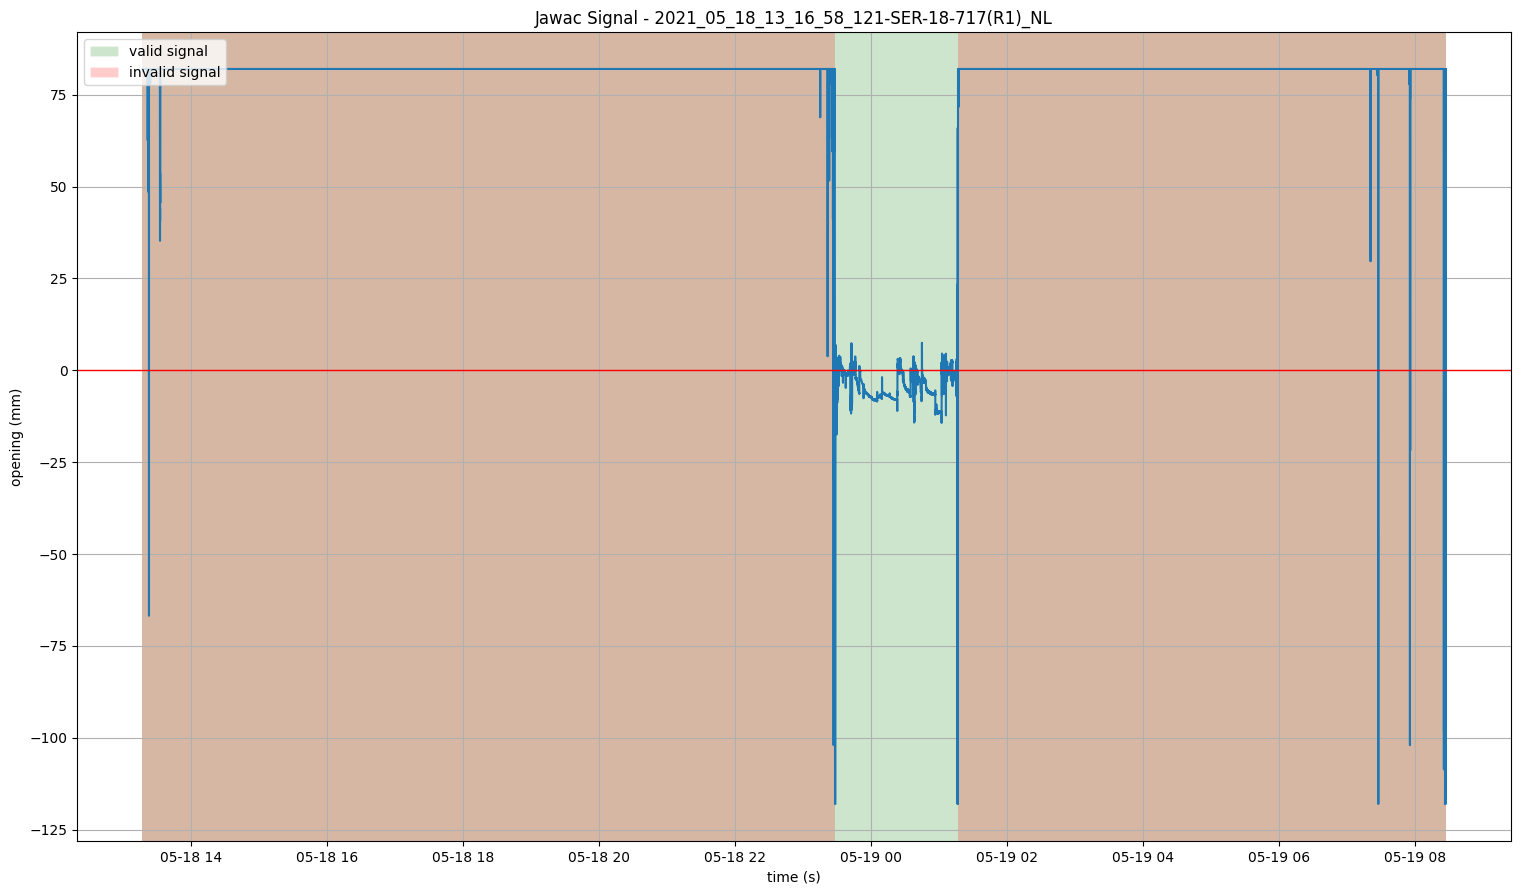 Jawac Signal - 2021_05_18_13_16_58_121-SER-18-717(R1)_NL
valid signal
invalid signal
75
50
25
0
−25
−50
−75
−100
−125
opening (mm)
05-18 14 05-18 16 05-18 18 05-18 20 05-18 22 05-19 00 05-19 02 05-19 04 05-19 06 05-19 08
time (s)